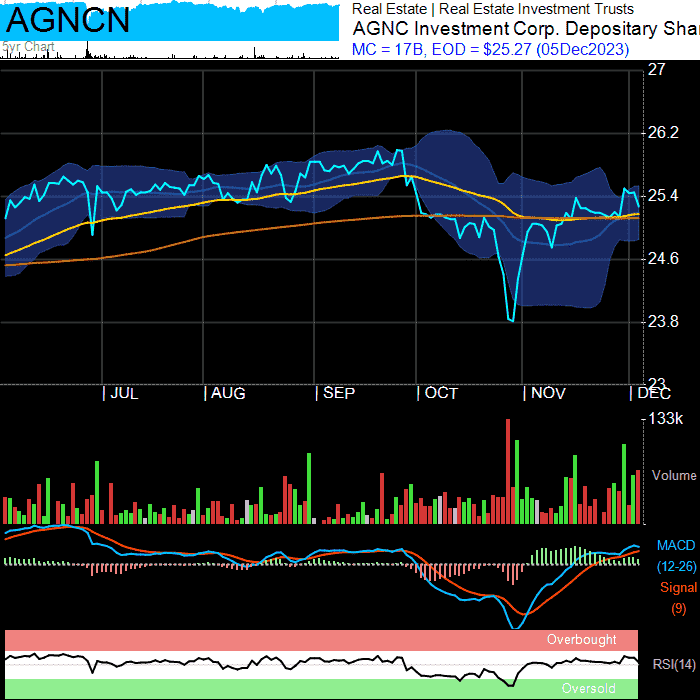 AGNCN
5yr Chart
Real Estate | Real Estate Investment Trusts
AGNC Investment Corp. Depositary Shar
MC = 17B, EOD = $25.27 (05Dec2023)
27
26.2
25.4
24.6
23.8
23
| JUL | AUG | SEP | OCT | NOV | DEC
133k
Volume
MACD
(12-26)
Signal
(9)
Overbought
RSI(14)
Oversold